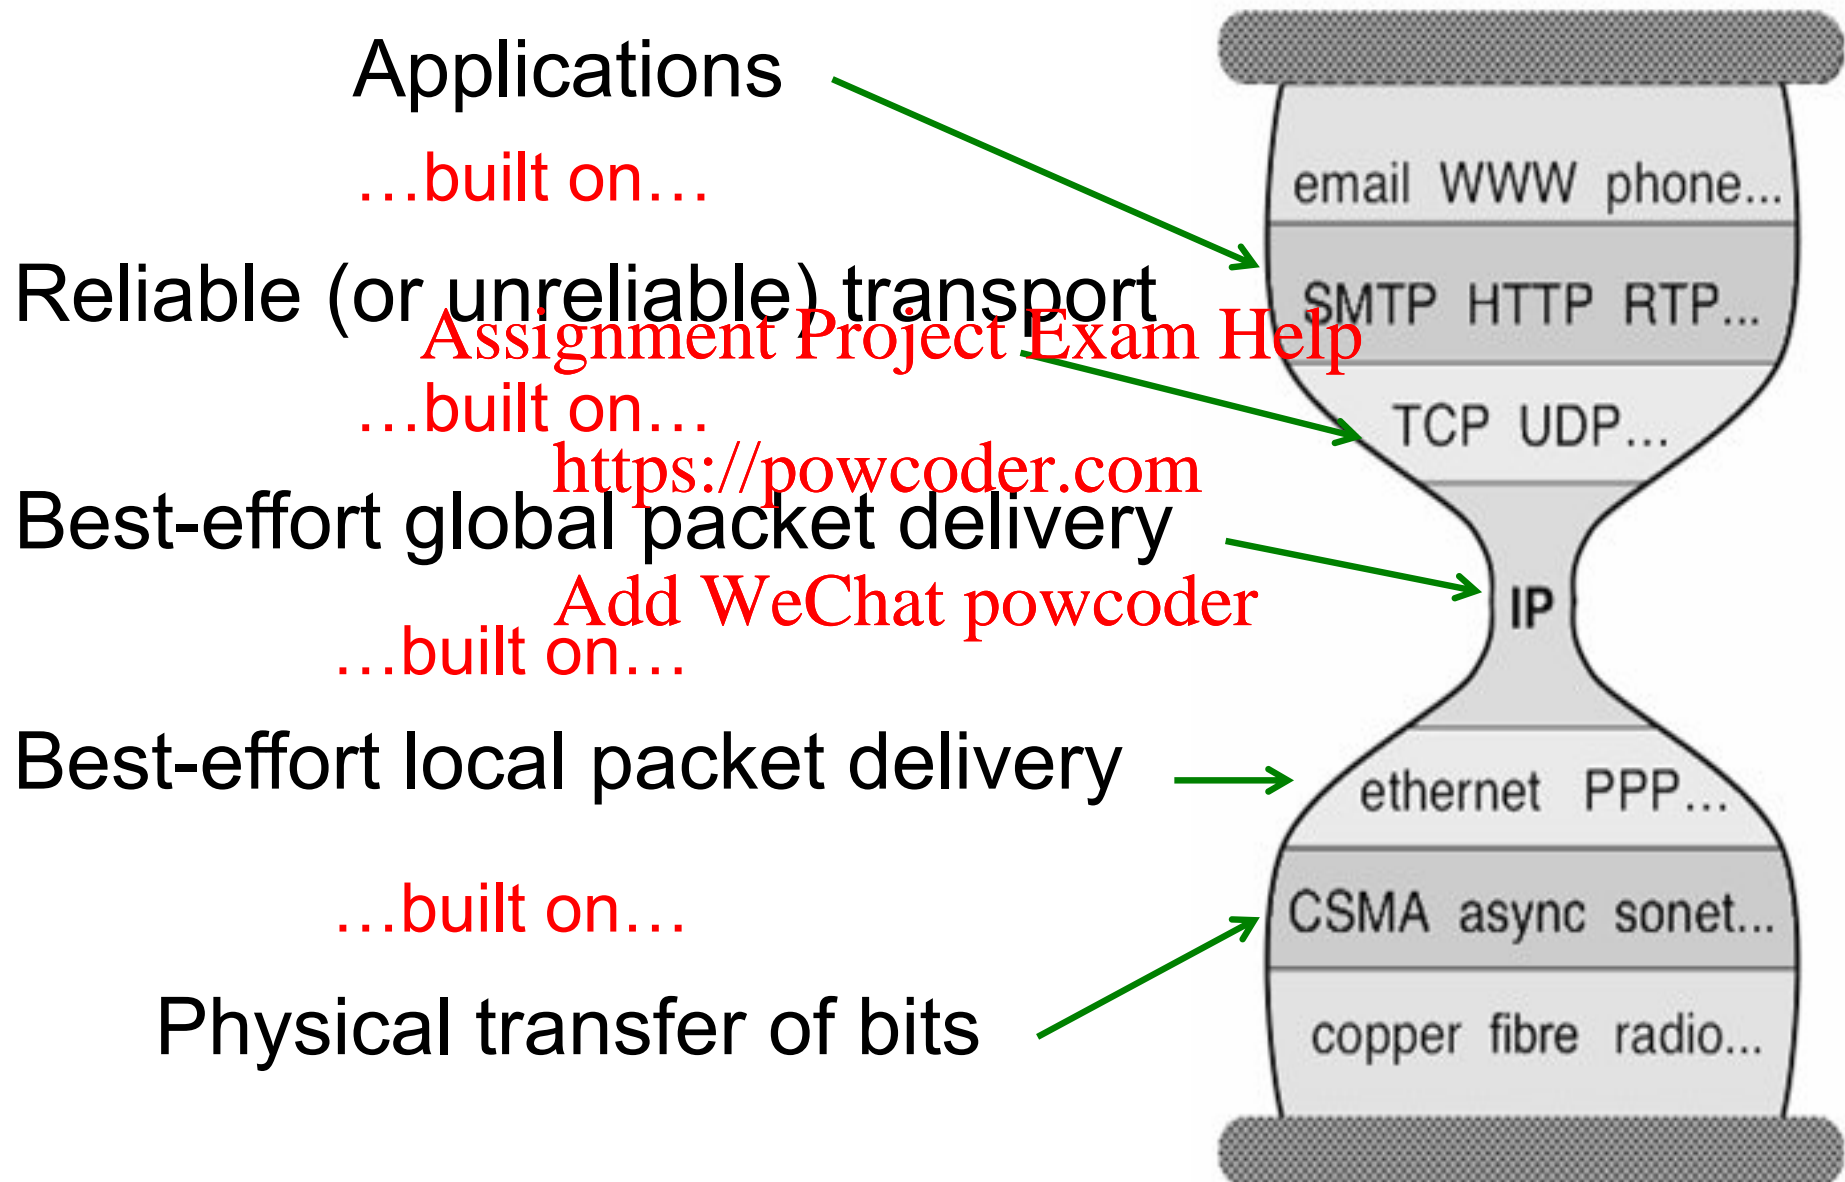 Applications
…built on…
Reliable (or unreliable) transport
Assignment Project Exam Help
…built on…
https://powcoder.com
Best-effort global packet delivery
Add WeChat powcoder
…built on…
Best-effort local packet delivery
…built on…
Physical transfer of bits
email WWW phone...
SMTP HTTP RTP...
TCP UDP...
IP
ethernet PPP...
CSMA async sonet...
copper fibre radio...